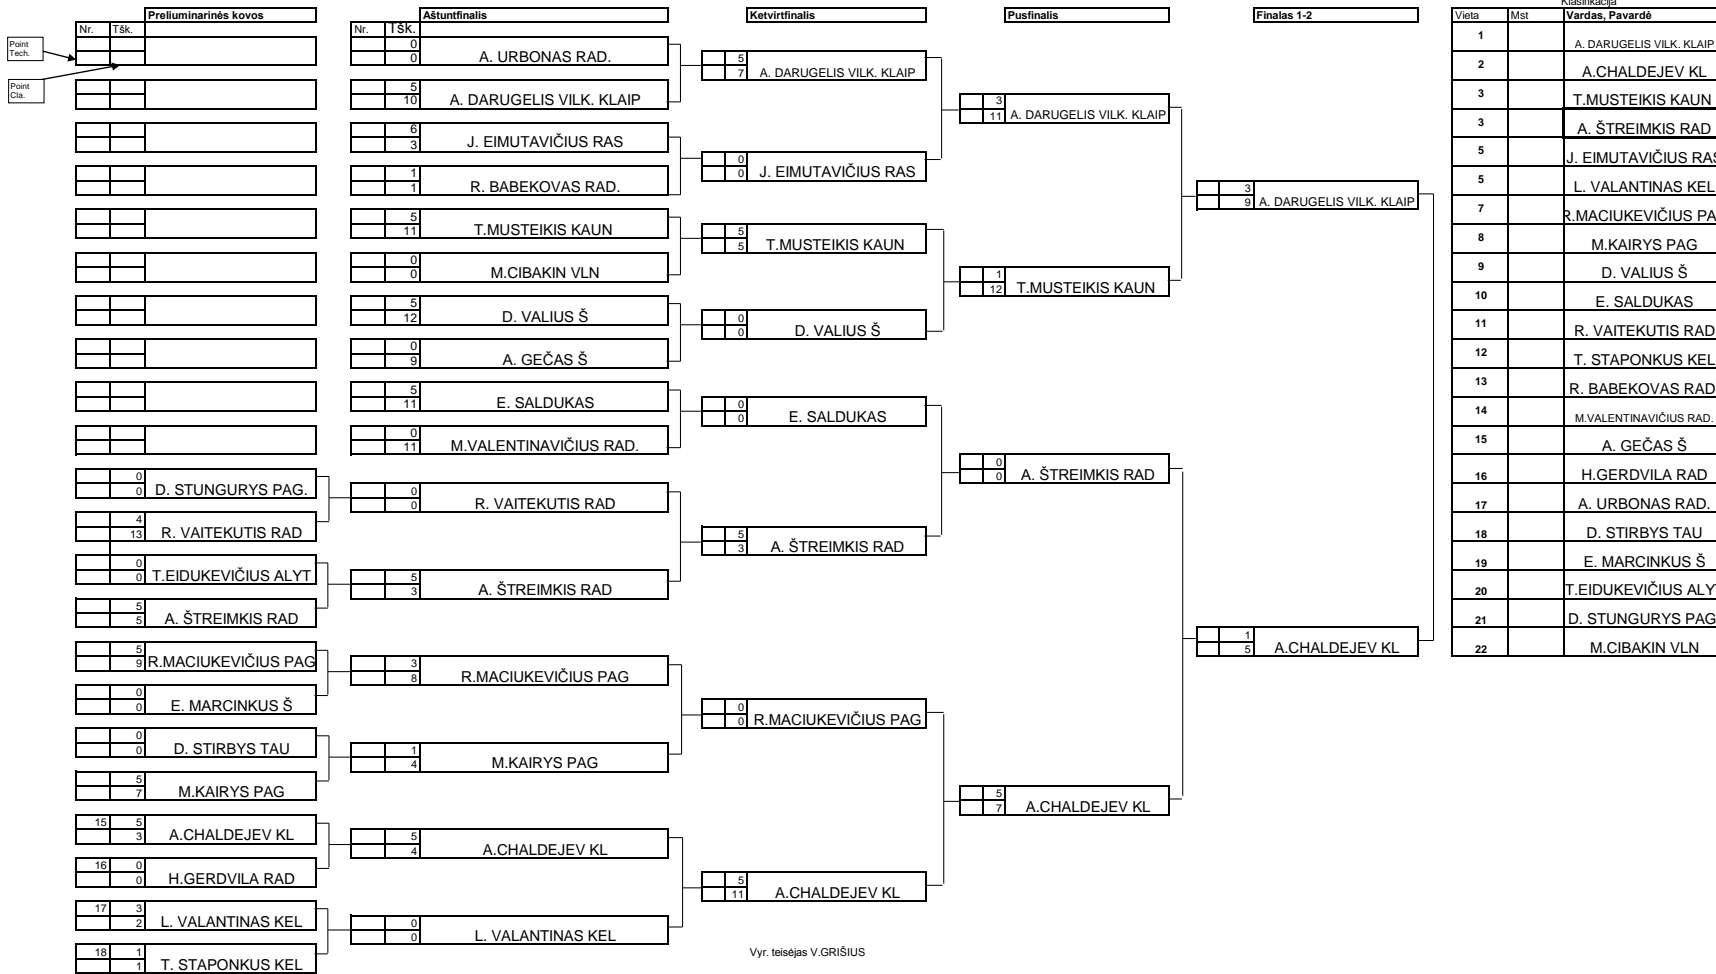 Klasifikacija
Preliuminarinės kovos
Aštuntfinalis
Ketvirtfinalis
Pusfinalis
Finalas 1-2
Vieta Mst Vardas, Pavardė
Nr. Tšk.
Nr. Tšk.
Point Tech.
Point Cla.
0
0 D. STUNGURYS PAG.
4
13 R. VAITEKUTIS RAD
0
0 T.EIDUKEVIČIUS ALYT
5
5 A. ŠTREIMKIS RAD
5
9 R.MACIUKEVIČIUS PAG
0
0 E. MARCINKUS Š
0
0 D. STIRBYS TAU
5
7 M.KAIRYS PAG
15 5
3 A.CHALDEJEV KL
16 0
0 H.GERDVILA RAD
17 3
2 L. VALANTINAS KEL
18 1
1 T. STAPONKUS KEL
0
0 A. URBONAS RAD.
5
10 A. DARUGELIS VILK. KLAIP
6
3 J. EIMUTAVIČIUS RAS
1
1 R. BABEKOVAS RAD.
5
11 T.MUSTEIKIS KAUN
0
0 M.CIBAKIN VLN
5
12 D. VALIUS Š
0
9 A. GEČAS Š
5
11 E. SALDUKAS
0
11 M.VALENTINAVIČIUS RAD.
0
0 R. VAITEKUTIS RAD
5
3 A. ŠTREIMKIS RAD
3
8 R.MACIUKEVIČIUS PAG
1
4 M.KAIRYS PAG
5
4 A.CHALDEJEV KL
0
0 L. VALANTINAS KEL
5
7 A. DARUGELIS VILK. KLAIP
0
0 J. EIMUTAVIČIUS RAS
5
5 T.MUSTEIKIS KAUN
0
0 D. VALIUS Š
0
0 E. SALDUKAS
5
3 A. ŠTREIMKIS RAD
0
0 R.MACIUKEVIČIUS PAG
5
11 A.CHALDEJEV KL
Vyr. teisėjas V.GRIŠIUS
3
11 A. DARUGELIS VILK. KLAIP
1
12 T.MUSTEIKIS KAUN
0
0 A. ŠTREIMKIS RAD
5
7 A.CHALDEJEV KL
3
9 A. DARUGELIS VILK. KLAIP
1
5 A.CHALDEJEV KL
1 A. DARUGELIS VILK. KLAIP
2 A.CHALDEJEV KL
3 T.MUSTEIKIS KAUN
3 A. ŠTREIMKIS RAD
5 J. EIMUTAVIČIUS RAS
5 L. VALANTINAS KEL
7 R.MACIUKEVIČIUS PA
8 M.KAIRYS PAG
9 D. VALIUS Š
10 E. SALDUKAS
11 R. VAITEKUTIS RAD
12 T. STAPONKUS KEL
13 R. BABEKOVAS RAD
14 M.VALENTINAVIČIUS RAD.
15 A. GEČAS Š
16 H.GERDVILA RAD
17 A. URBONAS RAD.
18 D. STIRBYS TAU
19 E. MARCINKUS Š
20 T.EIDUKEVIČIUS ALY
21 D. STUNGURYS PAG
22 M.CIBAKIN VLN